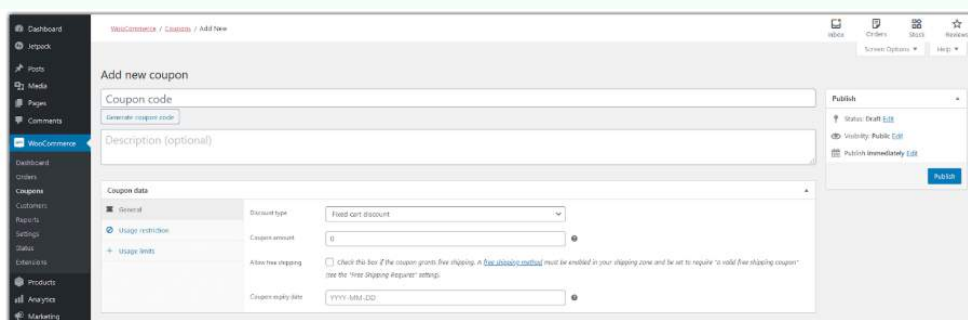 Dashboard
Jetpack
Posts
Media
Pages
Comments
WooCommerce
Dashboard
Orders
Coupons
Customers
Reports
Settings
Status
Extensions
Products
Analytics
Marketing
WooCommerce / Coupons / Add New
Inbox
Orders
Stock
Reviews
Screen Options ▼
Help ▼
Add new coupon
Coupon code
Generate coupon code
Description (optional)
Coupon data
General
Usage restriction
Usage limits
Discount type
Fixed cart discount
Coupon amount
0
Allow free shipping
Check this box if the coupon grants free shipping. A free shipping method must be enabled in your shipping zone and be set to require "a valid free shipping coupon"
(see the "Free Shipping Requires" setting).
Coupon expiry date
YYYY-MM-DD
Publish
Status: Draft Edit
Visibility: Public Edit
Publish immediately Edit
Publish